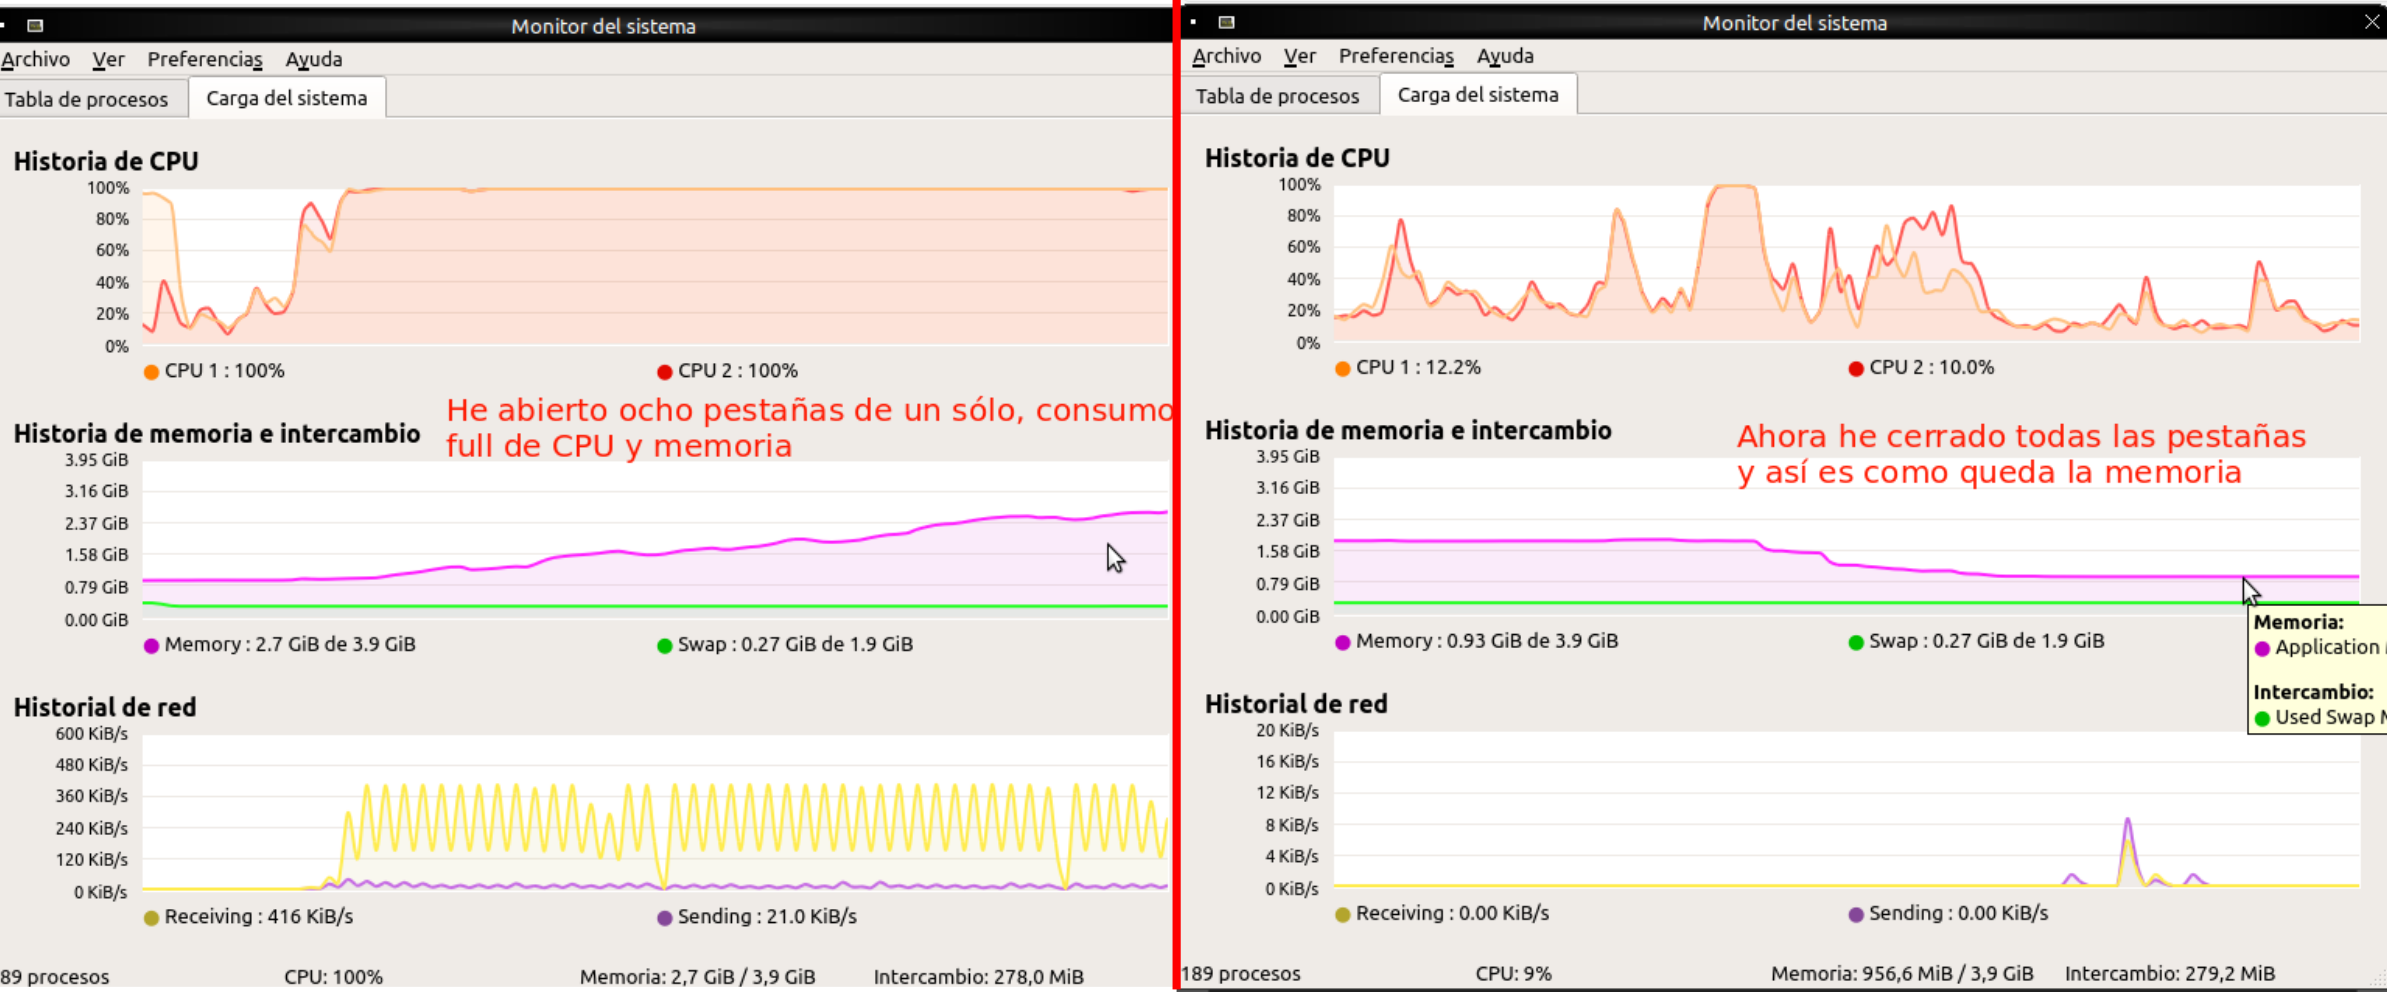 Monitor del sistema
Archivo Ver Preferencias Ayuda
Tabla de procesos Carga del sistema
Historia de CPU
100%
80%
60%
40%
20%
0%
CPU 1 : 100% CPU 2 : 100%
He abierto ocho pestañas de un sólo, consumo
full de CPU y memoria
Historia de memoria e intercambio
3.95 GiB
3.16 GiB
2.37 GiB
1.58 GiB
0.79 GiB
0.00 GiB
Memory : 2.7 GiB de 3.9 GiB Swap : 0.27 GiB de 1.9 GiB
Historial de red
600 KiB/s
480 KiB/s
360 KiB/s
240 KiB/s
120 KiB/s
0 KiB/s
Receiving : 416 KiB/s Sending : 21.0 KiB/s
89 procesos CPU: 100% Memoria: 2,7 GiB / 3,9 GiB Intercambio: 278,0 MiB
Monitor del sistema
Archivo Ver Preferencias Ayuda
Tabla de procesos Carga del sistema
Historia de CPU
100%
80%
60%
40%
20%
0%
CPU 1 : 12.2% CPU 2 : 10.0%
Historia de memoria e intercambio
Ahora he cerrado todas las pestañas
y así es como queda la memoria
3.95 GiB
3.16 GiB
2.37 GiB
1.58 GiB
0.79 GiB
0.00 GiB
Memory : 0.93 GiB de 3.9 GiB Swap : 0.27 GiB de 1.9 GiB
Memoria:
Application
Intercambio:
Used Swap
Historial de red
20 KiB/s
16 KiB/s
12 KiB/s
8 KiB/s
4 KiB/s
0 KiB/s
Receiving : 0.00 KiB/s Sending : 0.00 KiB/s
189 procesos CPU: 9% Memoria: 956,6 MiB / 3,9 GiB Intercambio: 279,2 MiB